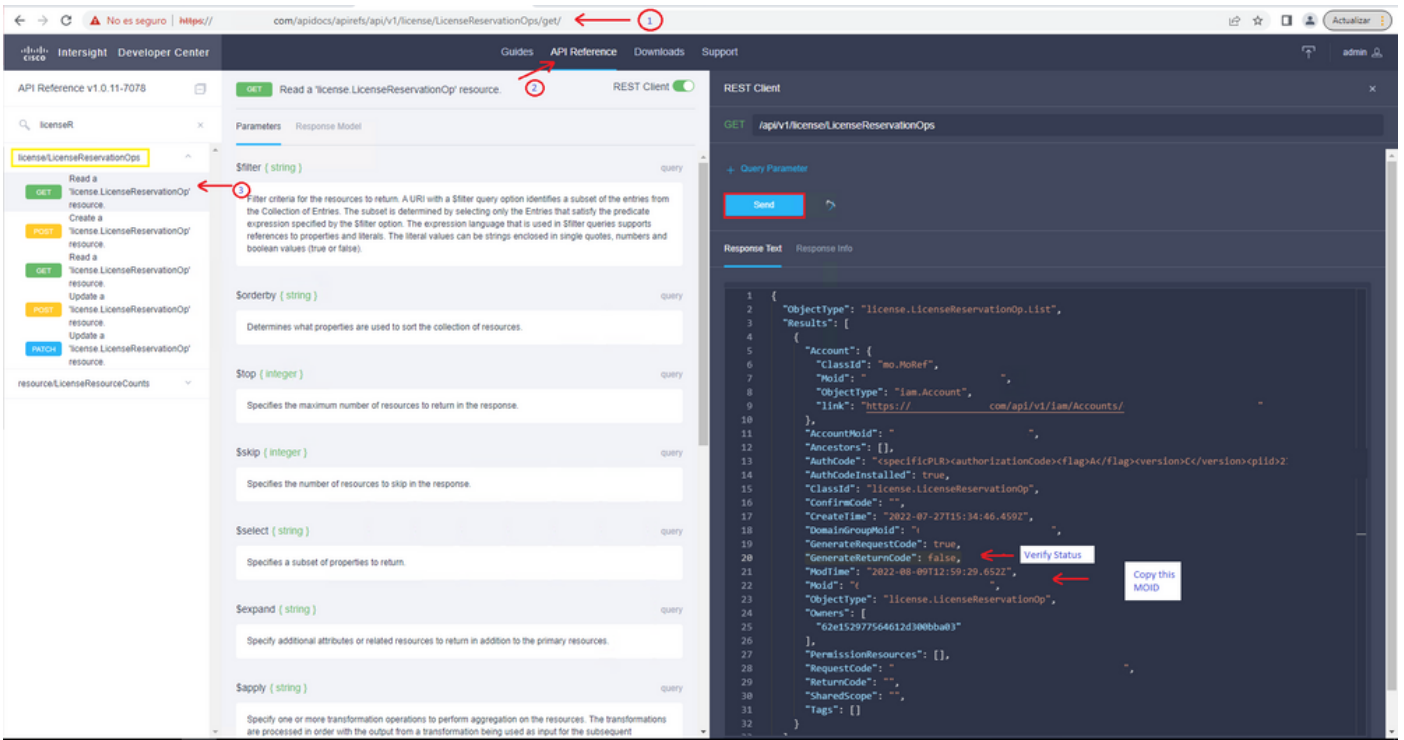 No es seguro | https:// com/apidocs/apirefs/api/v1/license/LicenseReservationOps/get/
1
Actualizar
cisco Intersight Developer Center
Guides API Reference Downloads Support
admin
API Reference v1.0.11-7078
licenseR
license/LicenseReservationOps
GET Read a
'license.LicenseReservationOp'
resource.
POST Create a
'license.LicenseReservationOp'
resource.
GET Read a
'license.LicenseReservationOp'
resource.
POST Update a
'license.LicenseReservationOp'
resource.
PATCH Update a
'license.LicenseReservationOp'
resource.
resource/LicenseResourceCounts
GET Read a 'license.LicenseReservationOp' resource.
2
REST Client
Parameters Response Model
$filter { string } query
3
Filter criteria for the resources to return. A URI with a $filter query option identifies a subset of the entries from
the Collection of Entries. The subset is determined by selecting only the Entries that satisfy the predicate
expression specified by the $filter option. The expression language that is used in $filter queries supports
references to properties and literals. The literal values can be strings enclosed in single quotes, numbers and
boolean values (true or false).
$orderby { string } query
Determines what properties are used to sort the collection of resources.
$top { integer } query
Specifies the maximum number of resources to return in the response.
$skip { integer } query
Specifies the number of resources to skip in the response.
$select { string } query
Specifies a subset of properties to return.
$expand { string } query
Specify additional attributes or related resources to return in addition to the primary resources.
$apply { string } query
Specify one or more transformation operations to perform aggregation on the resources. The transformations
are processed in order with the output from a transformation being used as input for the subsequent
REST Client
GET /api/v1/license/LicenseReservationOps
+ Query Parameter
Send
Response Text Response Info
1 {
2 "ObjectType": "license.LicenseReservationOp.List",
3 "Results": [
4 {
5 "Account": {
6 "ClassId": "mo.MoRef",
7 "Moid": " ",
8 "ObjectType": "iam.Account",
9 "link": "https:// com/api/v1/iam/Accounts/ "
10 },
11 "AccountMoid": " ",
12 "Ancestors": [],
13 "AuthCode": "<specificPLR><authorizationCode><flag>A</flag><version>C</version><piid>2
14 "AuthCodeInstalled": true,
15 "ClassId": "license.LicenseReservationOp",
16 "ConfirmCode": "",
17 "CreateTime": "2022-07-27T15:34:46.459Z",
18 "DomainGroupMoid": " ",
19 "GenerateRequestCode": true,
20 "GenerateReturnCode": false,
Verify Status
21 "ModTime": "2022-08-09T12:59:29.652Z",
22 "Moid": " ",
Copy this
MOID
23 "ObjectType": "license.LicenseReservationOp",
24 "Owners": [
25 "62e152977564612d300bba03"
26 ],
27 "PermissionResources": [],
28 "RequestCode": " ",
29 "ReturnCode": "",
30 "SharedScope": "",
31 "Tags": []
32 }